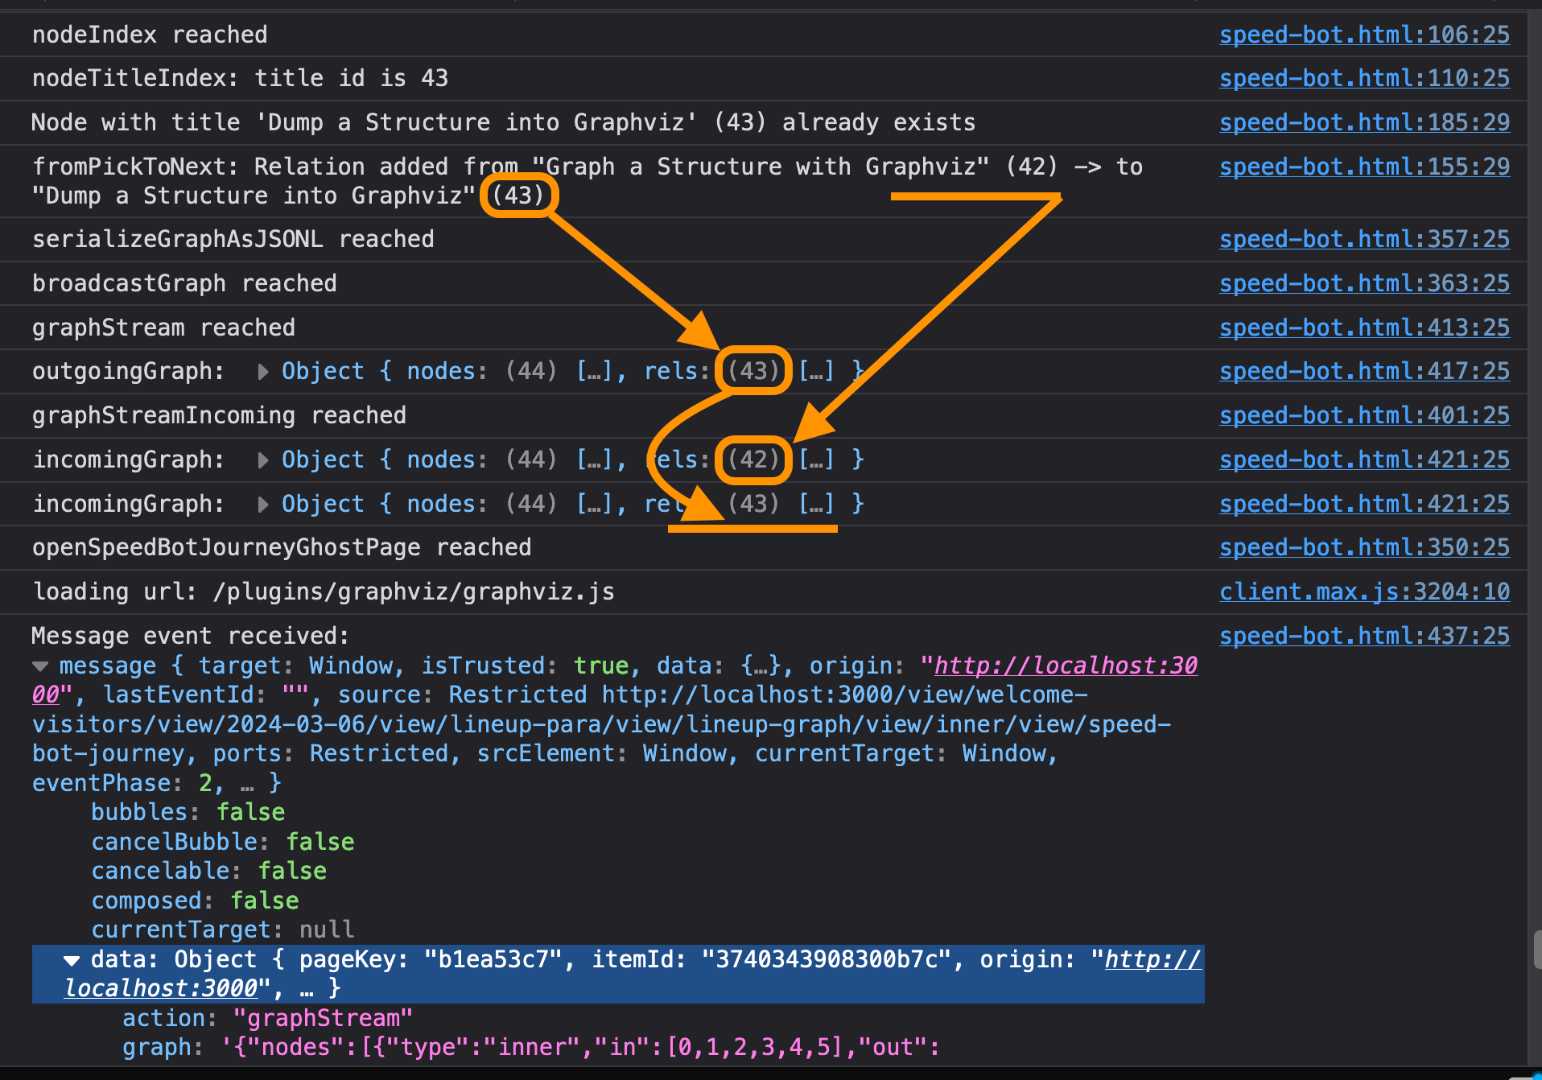 nodeIndex reached speed-bot.html:106:25
nodeTitleIndex: title id is 43 speed-bot.html:110:25
Node with title 'Dump a Structure into Graphviz' (43) already exists speed-bot.html:185:29
fromPickToNext: Relation added from "Graph a Structure with Graphviz" (42) -> to speed-bot.html:155:29
"Dump a Structure into Graphviz" (43)
serializeGraphAsJSONL reached speed-bot.html:357:25
broadcastGraph reached speed-bot.html:363:25
graphStream reached speed-bot.html:413:25
outgoingGraph: Object { nodes: (44) […], rels: (43) […] } speed-bot.html:417:25
graphStreamIncoming reached speed-bot.html:401:25
incomingGraph: Object { nodes: (44) […], rels: (42) […] } speed-bot.html:421:25
incomingGraph: Object { nodes: (44) […], rel (43) […] } speed-bot.html:421:25
openSpeedBotJourneyGhostPage reached speed-bot.html:350:25
loading url: /plugins/graphviz/graphviz.js client.max.js:3204:10
Message event received: speed-bot.html:437:25
message { target: Window, isTrusted: true, data: {…}, origin: "http://localhost:30
00", lastEventId: "", source: Restricted http://localhost:3000/view/welcome-
visitors/view/2024-03-06/view/lineup-para/view/lineup-graph/view/inner/view/speed-
bot-journey, ports: Restricted, srcElement: Window, currentTarget: Window,
eventPhase: 2, … }
bubbles: false
cancelBubble: false
cancelable: false
composed: false
currentTarget: null
data: Object { pageKey: "b1ea53c7", itemId: "3740343908300b7c", origin: "http://
localhost:3000", … }
action: "graphStream"
graph: '{"nodes":[{"type":"inner","in":[0,1,2,3,4,5],"out":